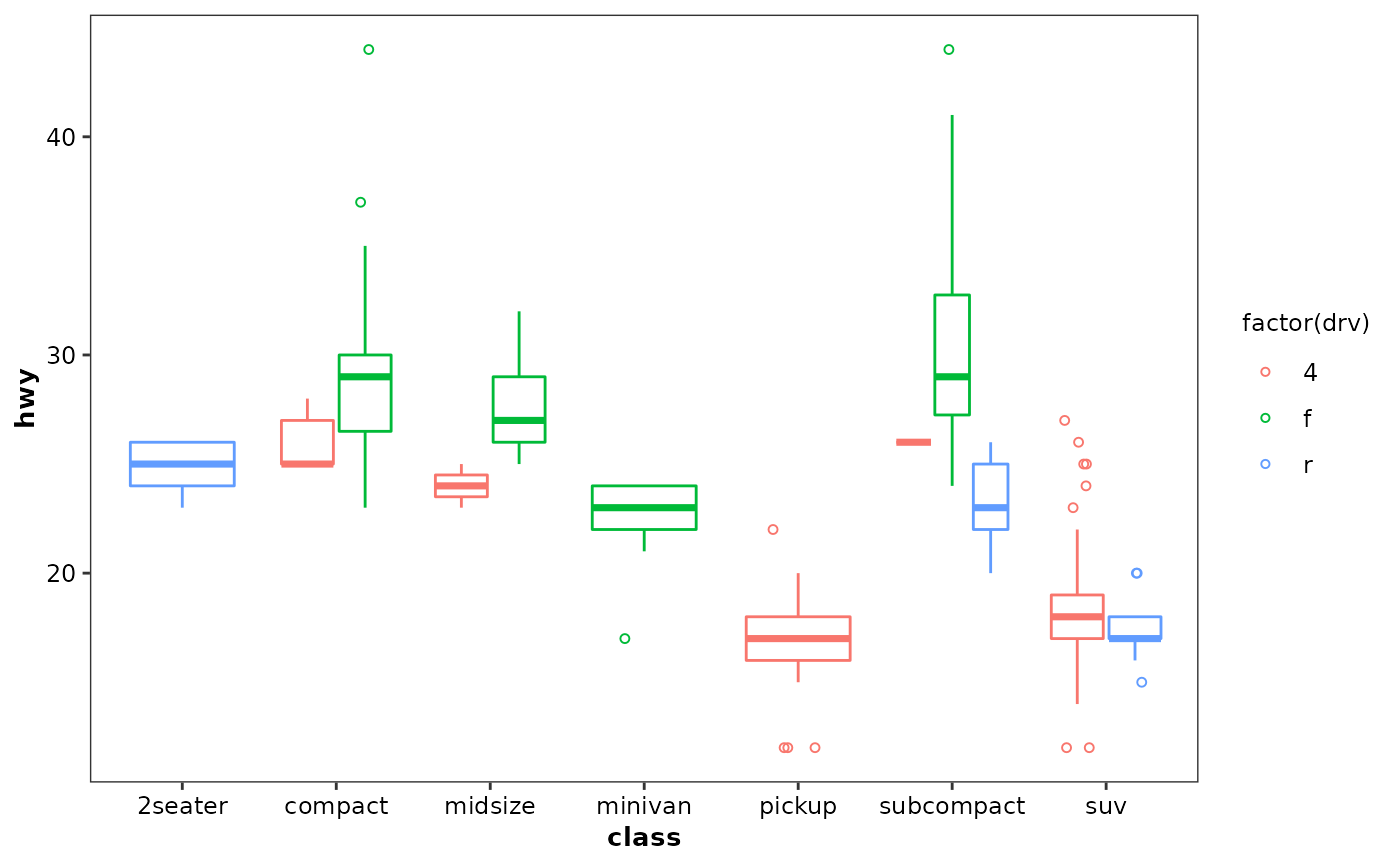 40
30
20
hwy
2seater compact midsize minivan pickup subcompact suv
class
factor(drv)
4
f
r